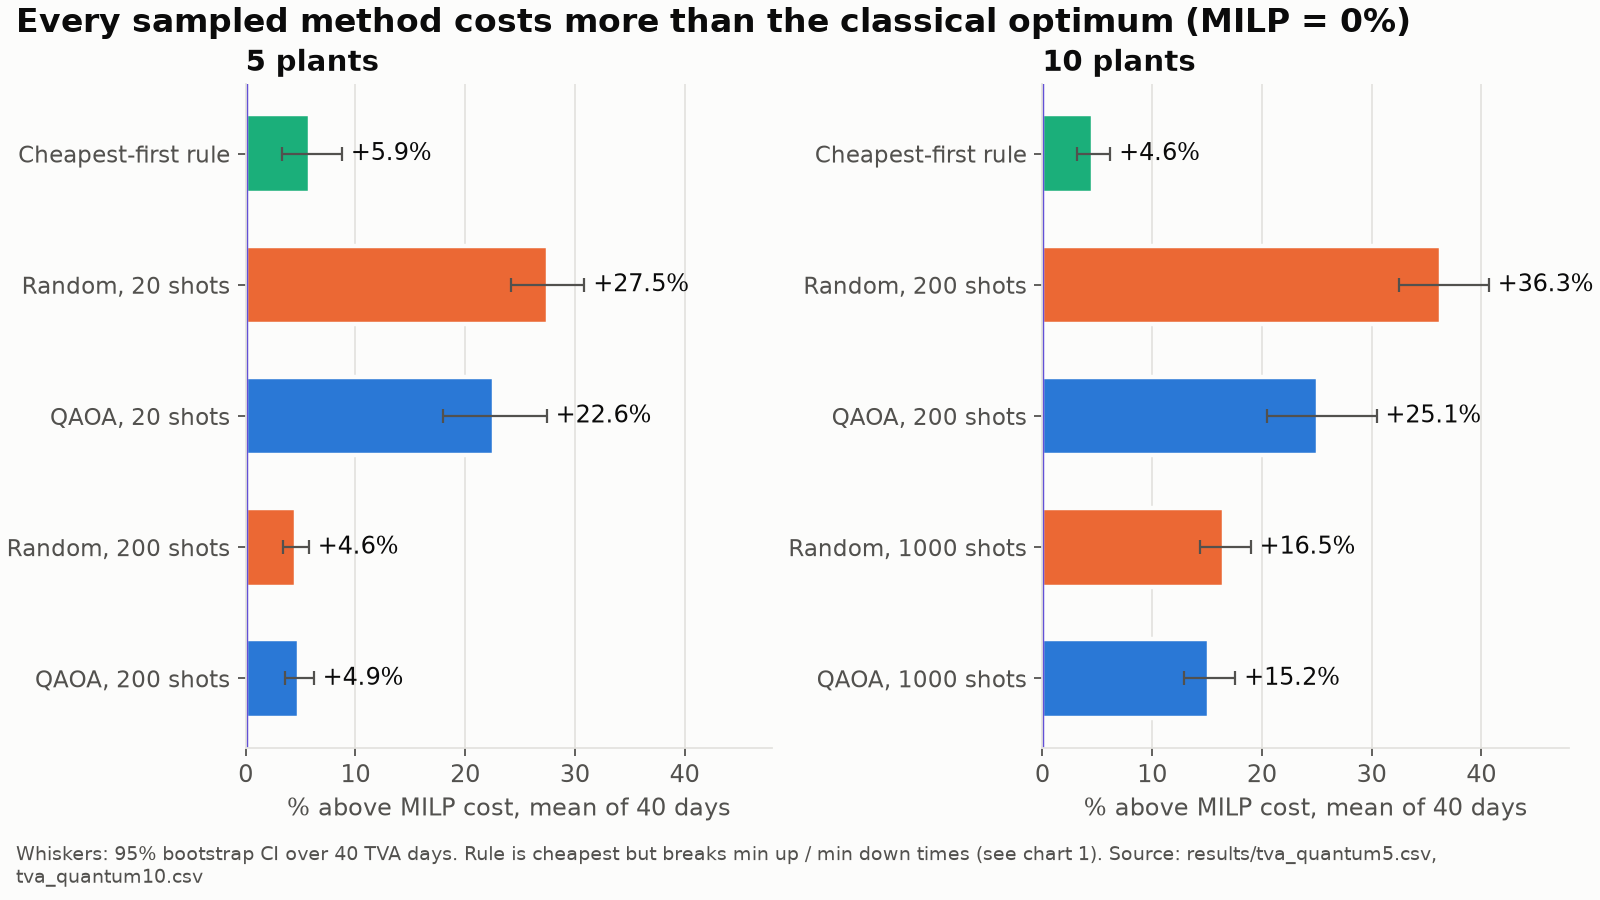 Every sampled method costs more than the classical optimum (MILP = 0%)
5 plants
Cheapest-first rule
+5.9%
Random, 20 shots
+27.5%
QAOA, 20 shots
+22.6%
Random, 200 shots
+4.6%
QAOA, 200 shots
+4.9%
0 10 20 30 40
% above MILP cost, mean of 40 days
10 plants
Cheapest-first rule
+4.6%
Random, 200 shots
+36.3%
QAOA, 200 shots
+25.1%
Random, 1000 shots
+16.5%
QAOA, 1000 shots
+15.2%
0 10 20 30 40
% above MILP cost, mean of 40 days
Whiskers: 95% bootstrap CI over 40 TVA days. Rule is cheapest but breaks min up / min down times (see chart 1). Source: results/tva_quantum5.csv,
tva_quantum10.csv